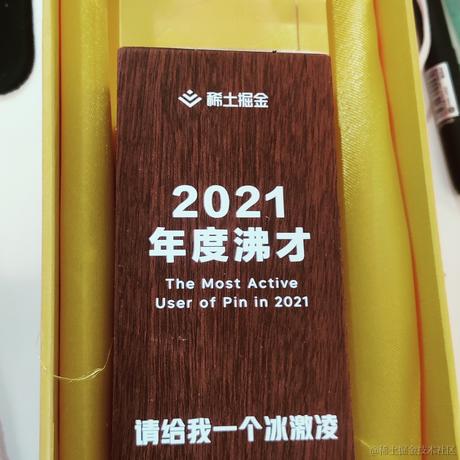 稀土掘金
2021
年度沸才
The Most Active
User of Pin in 2021
请给我一个冰激凌
@稀土掘金技术社区